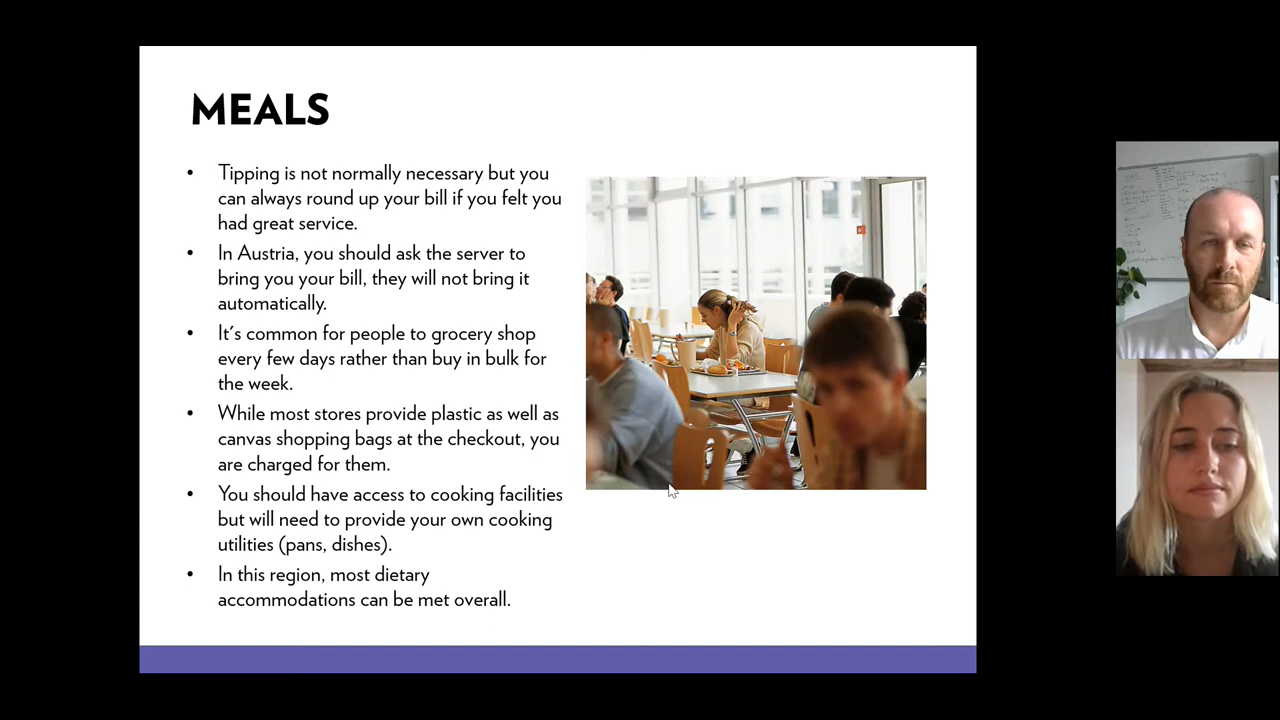 MEALS
• Tipping is not normally necessary but you
can always round up your bill if you felt you
had great service.
• In Austria, you should ask the server to
bring you your bill, they will not bring it
automatically.
• It's common for people to grocery shop
every few days rather than buy in bulk for
the week.
• While most stores provide plastic as well as
canvas shopping bags at the checkout, you
are charged for them.
• You should have access to cooking facilities
but will need to provide your own cooking
utilities (pans, dishes).
• In this region, most dietary
accommodations can be met overall.